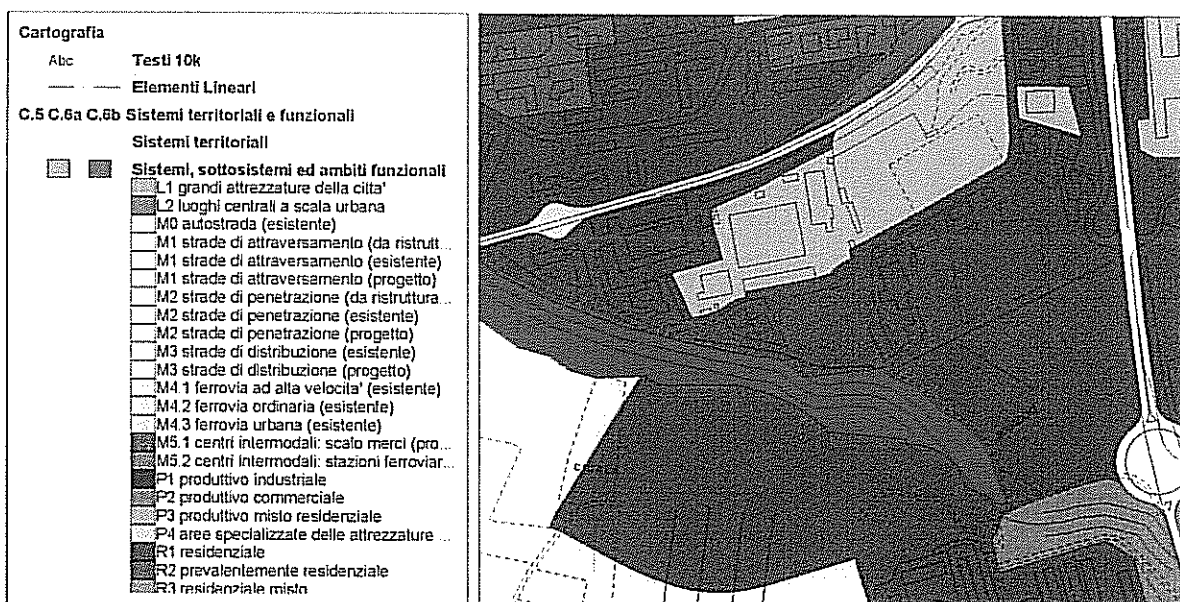 Cartografia
Abc Testi 10k
Elementi Lineari
C.5 C.6a C.6b Sistemi territoriali e funzionali
Sistemi territoriali
Sistemi, sottosistemi ed ambiti funzionali
L1 grandi attrezzature della citta'
L2 luoghi centrali a scala urbana
M0 autostrada (esistente)
M1 strade di attraversamento (da ristrutt...
M1 strade di attraversamento (esistente)
M1 strade di attraversamento (progetto)
M2 strade di penetrazione (da ristruttura...
M2 strade di penetrazione (esistente)
M2 strade di penetrazione (progetto)
M3 strade di distribuzione (esistente)
M3 strade di distribuzione (progetto)
M4.1 ferrovia ad alta velocita' (esistente)
M4.2 ferrovia ordinaria (esistente)
M4.3 ferrovia urbana (esistente)
M5.1 centri intermodali: scalo merci (pro...
M5.2 centri intermodali: stazioni ferroviar...
P1 produttivo industriale
P2 produttivo commerciale
P3 produttivo misto residenziale
P4 aree specializzate delle attrezzature ...
R1 residenziale
R2 prevalentemente residenziale
R3 residenziale misto